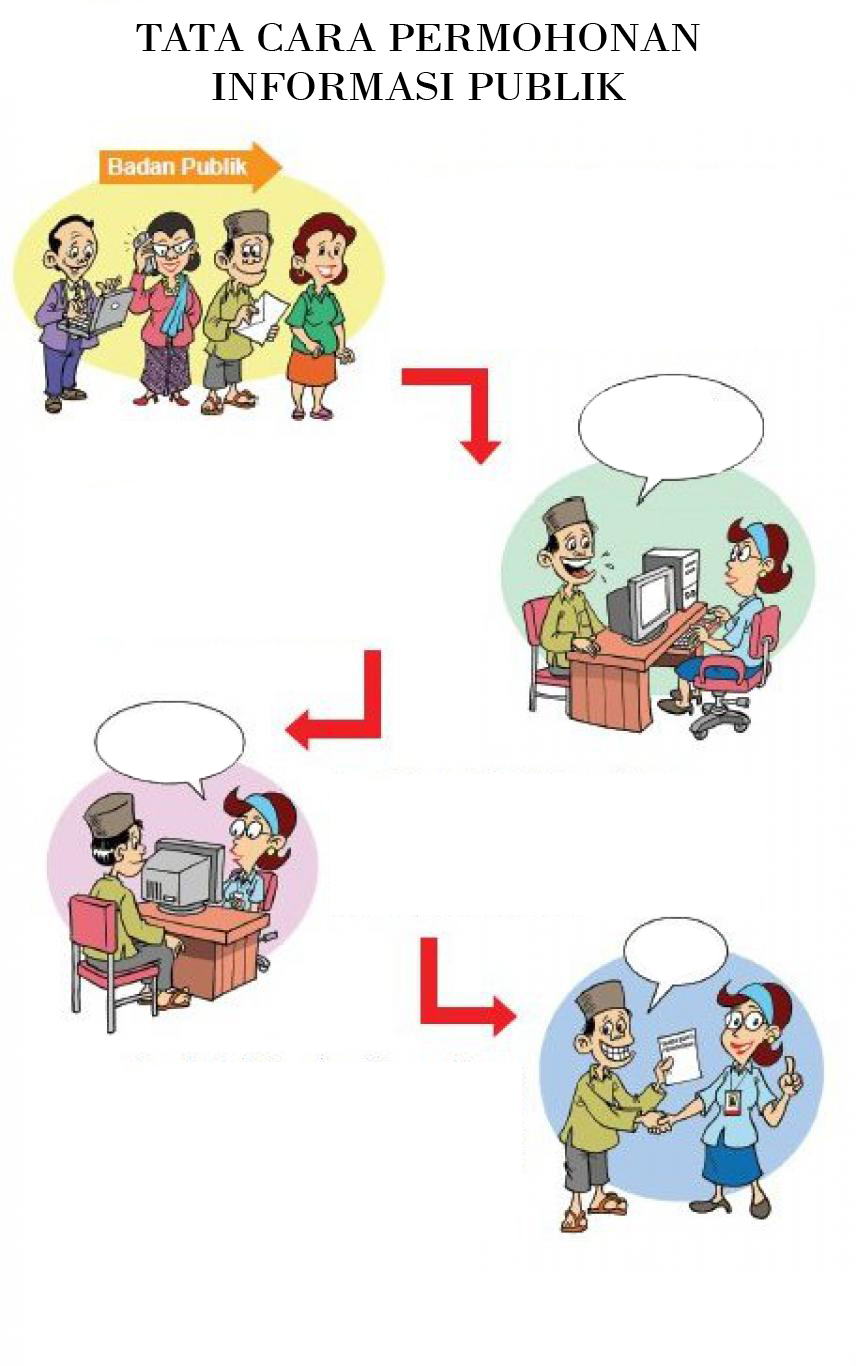 TATA CARA PERMOHONAN
INFORMASI PUBLIK
Badan Publik